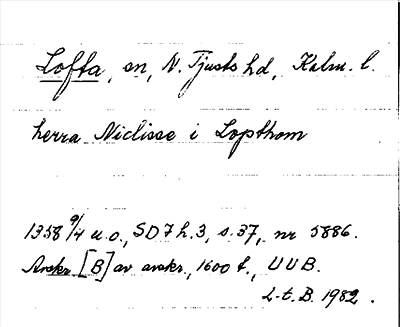 Lofta, sn, N. Tjusts hd, Kalm. l.
herra Niclisse i Lopthom
1358 9/4 u.o., SD 7 h.3, s.37, nr 5886.
Avskr. [B] av avskr., 1600 t., UUB.
L-t. B. 1982.